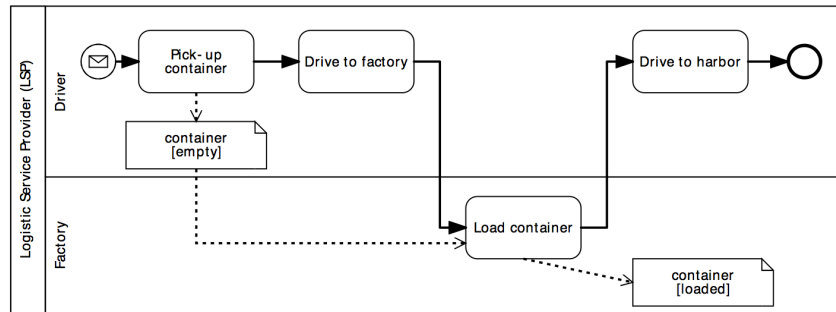 Logistic Service Provider (LSP)
Driver
Pick-up
container
Drive to factory
Drive to harbor
container
[empty]
Factory
Load container
container
[loaded]